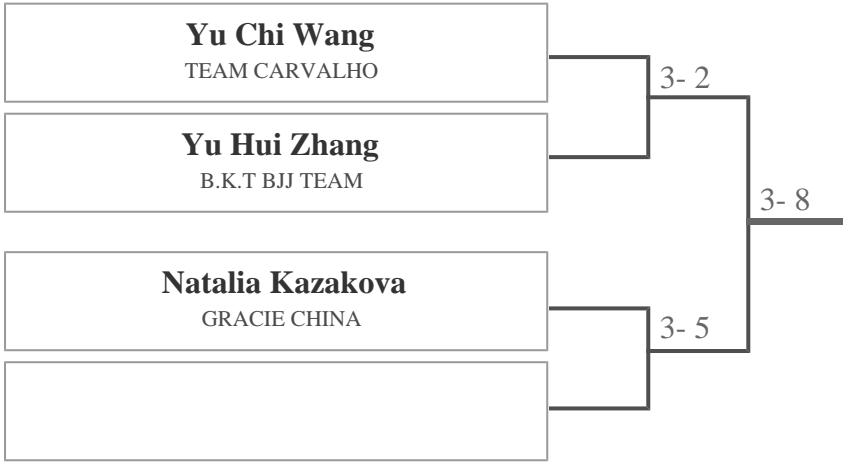 Yu Chi Wang
TEAM CARVALHO
3- 2
Yu Hui Zhang
B.K.T BJJ TEAM
3- 8
Natalia Kazakova
GRACIE CHINA
3- 5